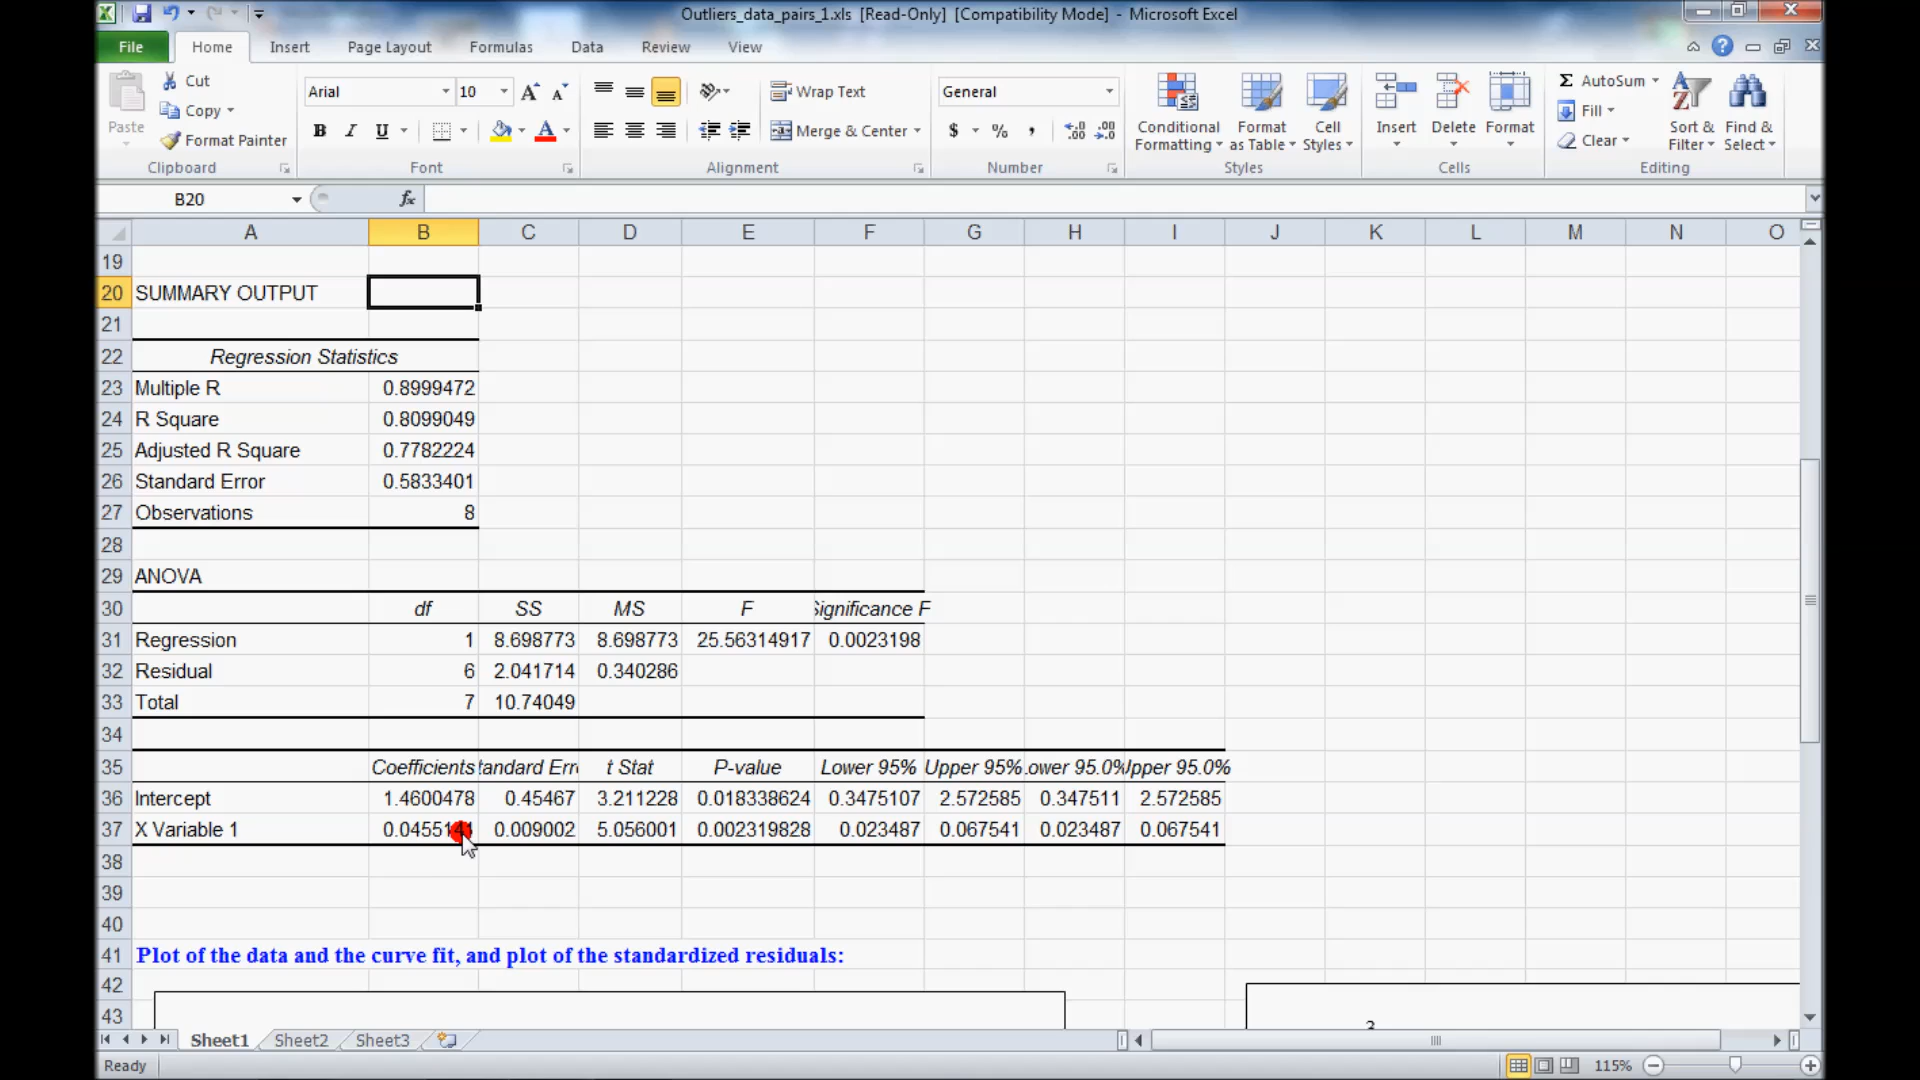 Outliers_data_pairs_1.xls [Read-Only] [Compatibility Mode] - Microsoft Excel
File Home Insert Page Layout Formulas Data Review View
Paste Cut Copy Format Painter Clipboard
Arial 10 A A B I U A Font
Wrap Text Merge & Center Alignment
General $ % , .00 .00 Number
Conditional Formatting Format as Table Cell Styles Styles
Insert Delete Format Cells
Σ AutoSum Fill Clear Sort & Filter Find & Select Editing
B20 fx
A B C D E F G H I J K L M N O
19
20 SUMMARY OUTPUT
21
22 Regression Statistics
23 Multiple R 0.8999472
24 R Square 0.8099049
25 Adjusted R Square 0.7782224
26 Standard Error 0.5833401
27 Observations 8
28
29 ANOVA
30 df SS MS F Significance F
31 Regression 1 8.698773 8.698773 25.56314917 0.0023198
32 Residual 6 2.041714 0.340286
33 Total 7 10.74049
34
35 Coefficients tandard Err t Stat P-value Lower 95% Upper 95% ower 95.0% Upper 95.0%
36 Intercept 1.4600478 0.45467 3.211228 0.018338624 0.3475107 2.572585 0.347511 2.572585
37 X Variable 1 0.009002 5.056001 0.002319828 0.023487 0.067541 0.023487 0.067541
38
39
40
41 Plot of the data and the curve fit, and plot of the standardized residuals:
42
43
Sheet1 Sheet2 Sheet3
Ready 115%